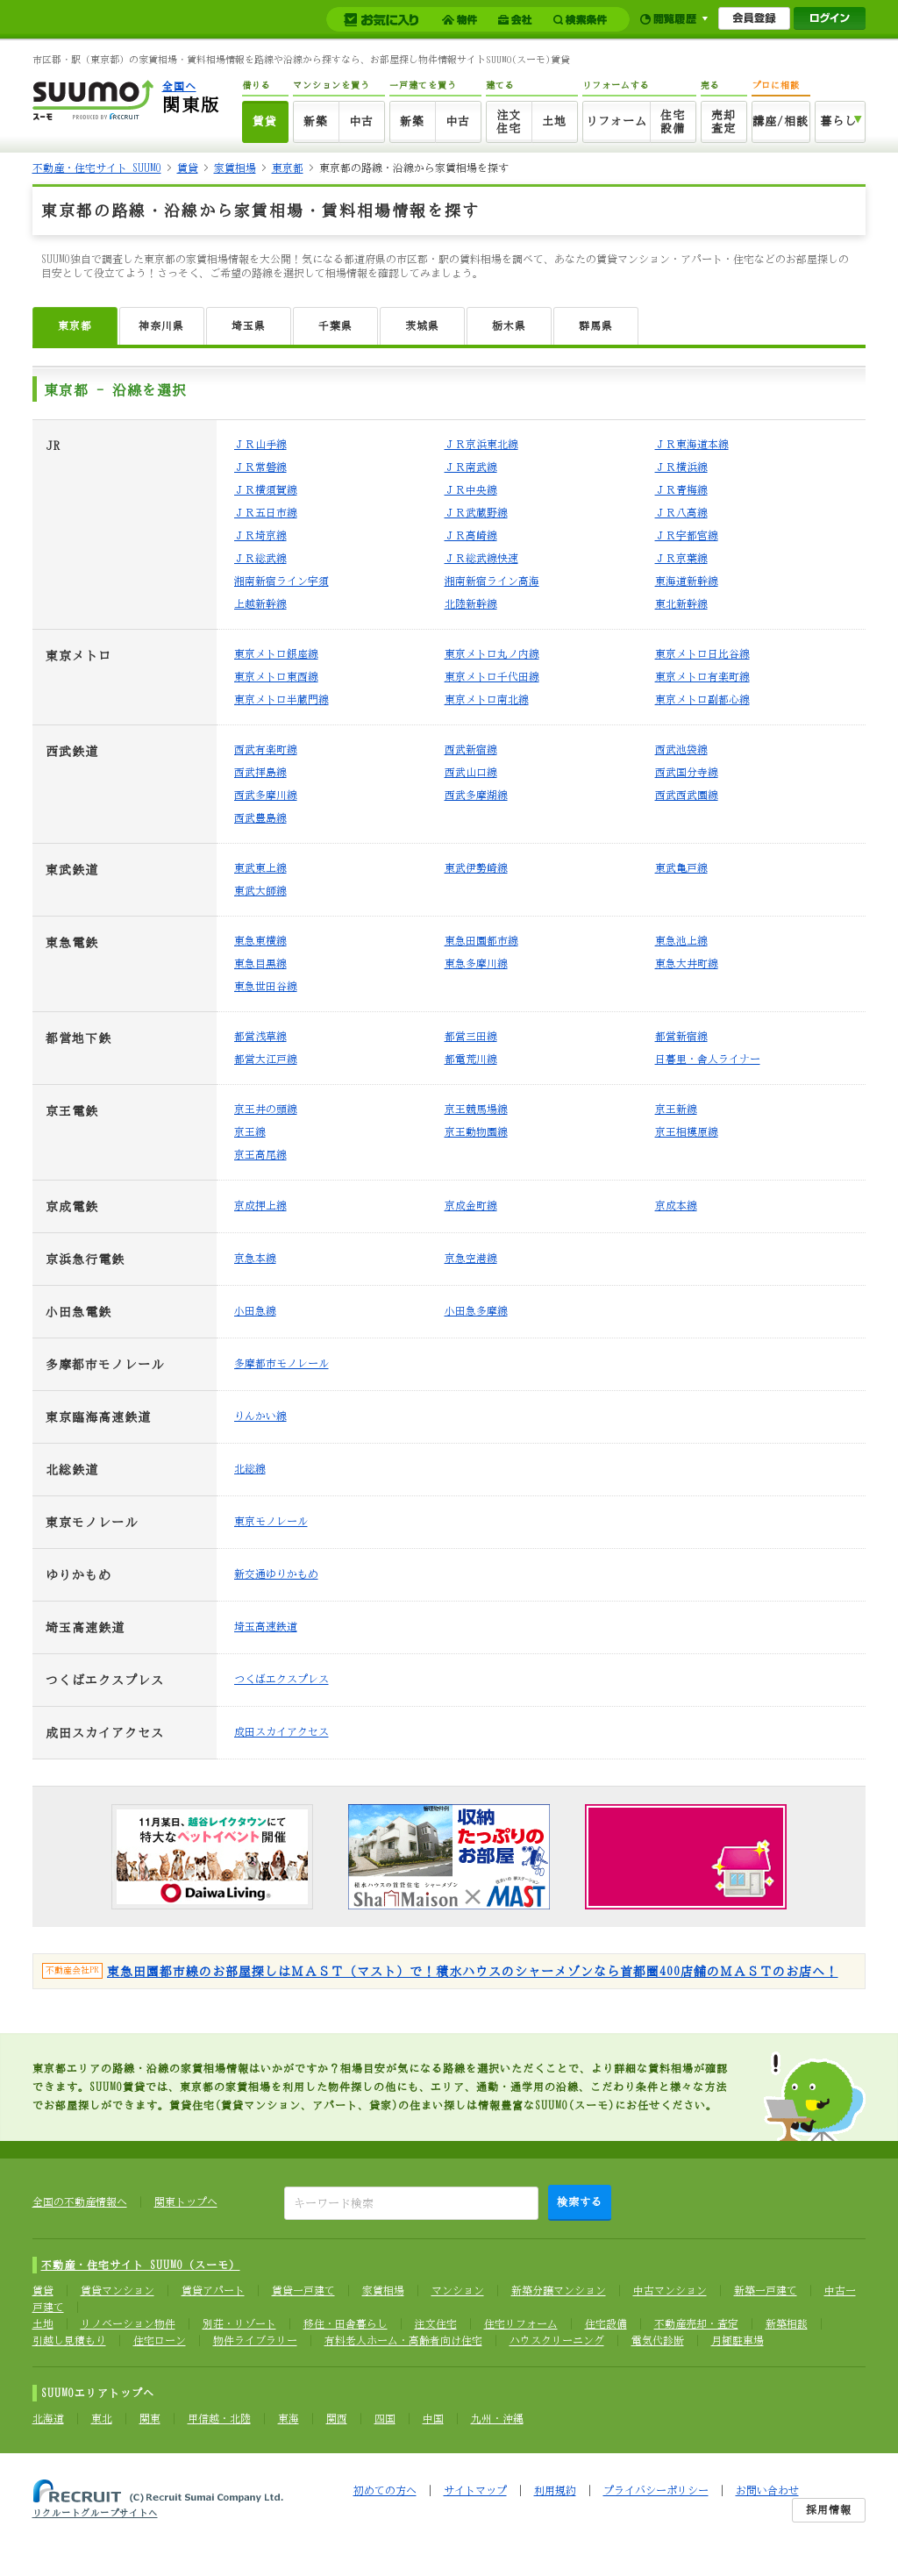 お気に入り 物件 会社 検索条件 閲覧履歴 会員登録 ログイン
市区郡・駅（東京都）の家賃相場・賃料相場情報を路線や沿線から探すなら、お部屋探し物件情報サイトSUUMO(スーモ)賃貸
suumo スーモ PRODUCED BY RECRUIT
全国へ
関東版
借りる マンションを買う 一戸建てを買う 建てる リフォームする 売る プロに相談
賃貸 新築 中古 新築 中古 注文住宅 土地 リフォーム 住宅設備 売却査定 講座/相談 暮らし
不動産・住宅サイト SUUMO > 賃貸 > 家賃相場 > 東京都 > 東京都の路線・沿線から家賃相場を探す
東京都の路線・沿線から家賃相場・賃料相場情報を探す
SUUMO独自で調査した東京都の家賃相場情報を大公開！気になる都道府県の市区郡・駅の賃料相場を調べて、あなたの賃貸マンション・アパート・住宅などのお部屋探しの
目安として役立てよう！さっそく、ご希望の路線を選択して相場情報を確認してみましょう。
東京都 神奈川県 埼玉県 千葉県 茨城県 栃木県 群馬県
東京都 － 沿線を選択
JR
ＪＲ山手線 ＪＲ京浜東北線 ＪＲ東海道本線
ＪＲ常磐線 ＪＲ南武線 ＪＲ横浜線
ＪＲ横須賀線 ＪＲ中央線 ＪＲ青梅線
ＪＲ五日市線 ＪＲ武蔵野線 ＪＲ八高線
ＪＲ埼京線 ＪＲ高崎線 ＪＲ宇都宮線
ＪＲ総武線 ＪＲ総武線快速 ＪＲ京葉線
湘南新宿ライン宇須 湘南新宿ライン高海 東海道新幹線
上越新幹線 北陸新幹線 東北新幹線
東京メトロ
東京メトロ銀座線 東京メトロ丸ノ内線 東京メトロ日比谷線
東京メトロ東西線 東京メトロ千代田線 東京メトロ有楽町線
東京メトロ半蔵門線 東京メトロ南北線 東京メトロ副都心線
西武鉄道
西武有楽町線 西武新宿線 西武池袋線
西武拝島線 西武山口線 西武国分寺線
西武多摩川線 西武多摩湖線 西武西武園線
西武豊島線
東武鉄道
東武東上線 東武伊勢崎線 東武亀戸線
東武大師線
東急電鉄
東急東横線 東急田園都市線 東急池上線
東急目黒線 東急多摩川線 東急大井町線
東急世田谷線
都営地下鉄
都営浅草線 都営三田線 都営新宿線
都営大江戸線 都電荒川線 日暮里・舎人ライナー
京王電鉄
京王井の頭線 京王競馬場線 京王新線
京王線 京王動物園線 京王相模原線
京王高尾線
京成電鉄
京成押上線 京成金町線 京成本線
京浜急行電鉄
京急本線 京急空港線
小田急電鉄
小田急線 小田急多摩線
多摩都市モノレール
多摩都市モノレール
東京臨海高速鉄道
りんかい線
北総鉄道
北総線
東京モノレール
東京モノレール
ゆりかもめ
新交通ゆりかもめ
埼玉高速鉄道
埼玉高速鉄道
つくばエクスプレス
つくばエクスプレス
成田スカイアクセス
成田スカイアクセス
11月某日、越谷レイクタウンにて
特大なペットイベント開催
Daiwa Living®
収納たっぷりのお部屋
積水ハウスの賃貸住宅 シャーメゾン
Sha Maison × MAST
不動産会社PR 東急田園都市線のお部屋探しはＭＡＳＴ（マスト）で！積水ハウスのシャーメゾンなら首都圏400店舗のＭＡＳＴのお店へ！
東京都エリアの路線・沿線の家賃相場情報はいかがですか？相場目安が気になる路線を選択いただくことで、より詳細な賃料相場が確認
できます。SUUMO賃貸では、東京都の家賃相場を利用した物件探しの他にも、エリア、通勤・通学用の沿線、こだわり条件と様々な方法
でお部屋探しができます。賃貸住宅(賃貸マンション、アパート、貸家)の住まい探しは情報豊富なSUUMO(スーモ)にお任せください。
全国の不動産情報へ 関東トップへ キーワード検索 検索する
不動産・住宅サイト SUUMO（スーモ）
賃貸 賃貸マンション 賃貸アパート 賃貸一戸建て 家賃相場 マンション 新築分譲マンション 中古マンション 新築一戸建て 中古一
戸建て
土地 リノベーション物件 別荘・リゾート 移住・田舎暮らし 注文住宅 住宅リフォーム 住宅設備 不動産売却・査定 新築相談
引越し見積もり 住宅ローン 物件ライブラリー 有料老人ホーム・高齢者向け住宅 ハウスクリーニング 電気代診断 月極駐車場
SUUMOエリアトップへ
北海道 東北 関東 甲信越・北陸 東海 関西 四国 中国 九州・沖縄
RECRUIT (C) Recruit Sumai Company Ltd.
リクルートグループサイトへ
初めての方へ | サイトマップ | 利用規約 | プライバシーポリシー | お問い合わせ
採用情報